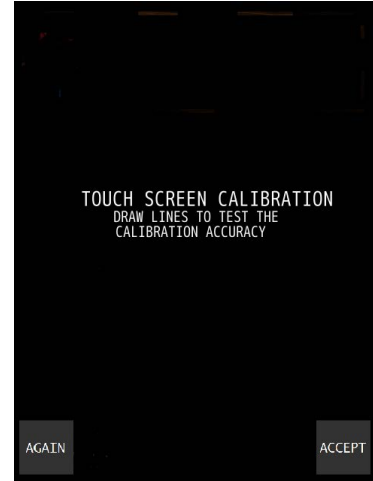 TOUCH SCREEN CALIBRATION
DRAW LINES TO TEST THE
CALIBRATION ACCURACY
AGAIN
ACCEPT